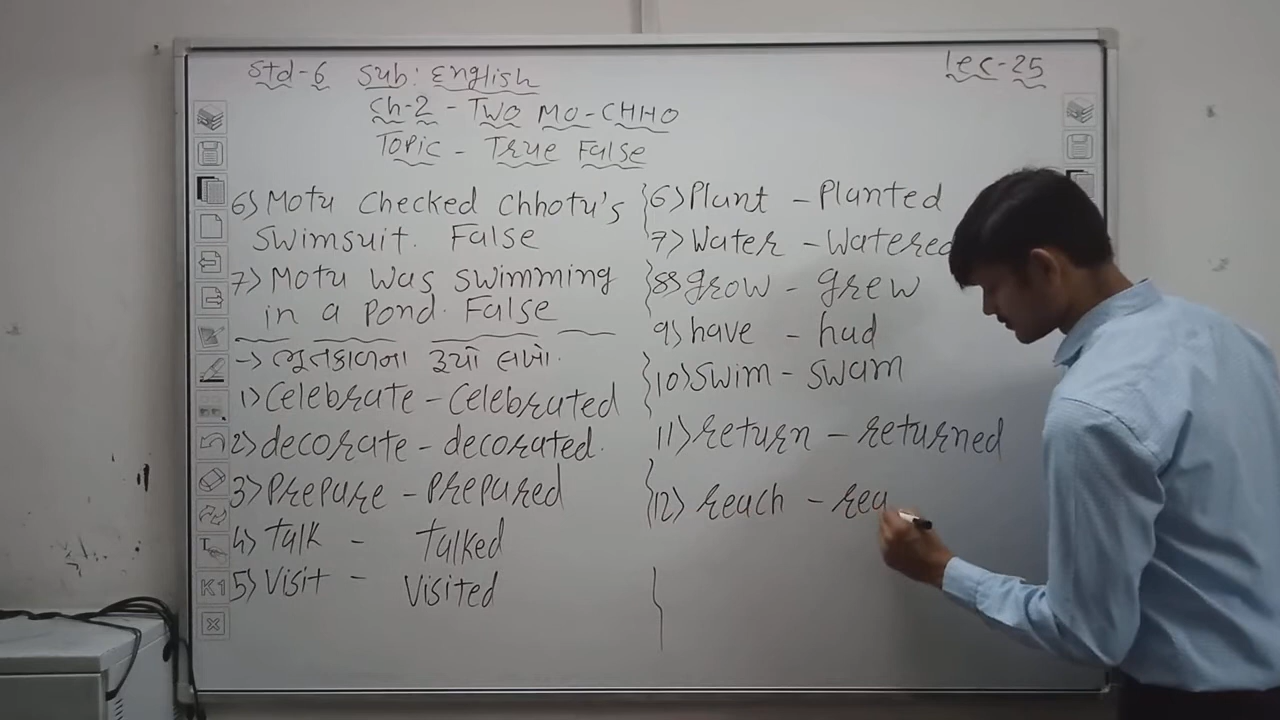 Std-6 Sub: English
lec-25
Ch-2 - TWO MO-CHHO
Topic - True False
6) Motu checked chhotu's
swimsuit. False
7) Motu was swimming
in a pond. False
→ ભૂતકાળના રૂપો લખો.
1) Celebrate - Celebrated
2) decorate - decorated.
3) Prepare - Prepared
4) Talk - Talked
5) Visit - Visited
6) Plant - Planted
7) Water - Watered
8) grow - grew
9) have - had
10) swim - swam
11) return - returned
12) reach - rea
T
K1